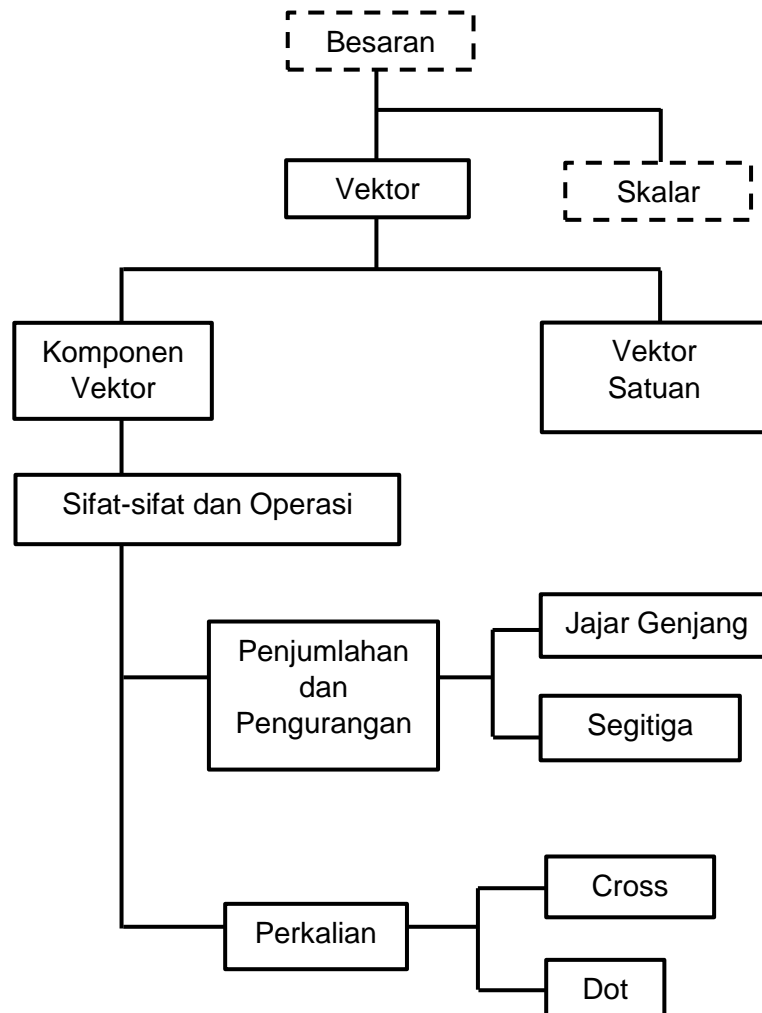 Besaran
Vektor
Skalar
Komponen
Vektor
Vektor
Satuan
Sifat-sifat dan Operasi
Penjumlahan
dan
Pengurangan
Jajar Genjang
Segitiga
Perkalian
Cross
Dot